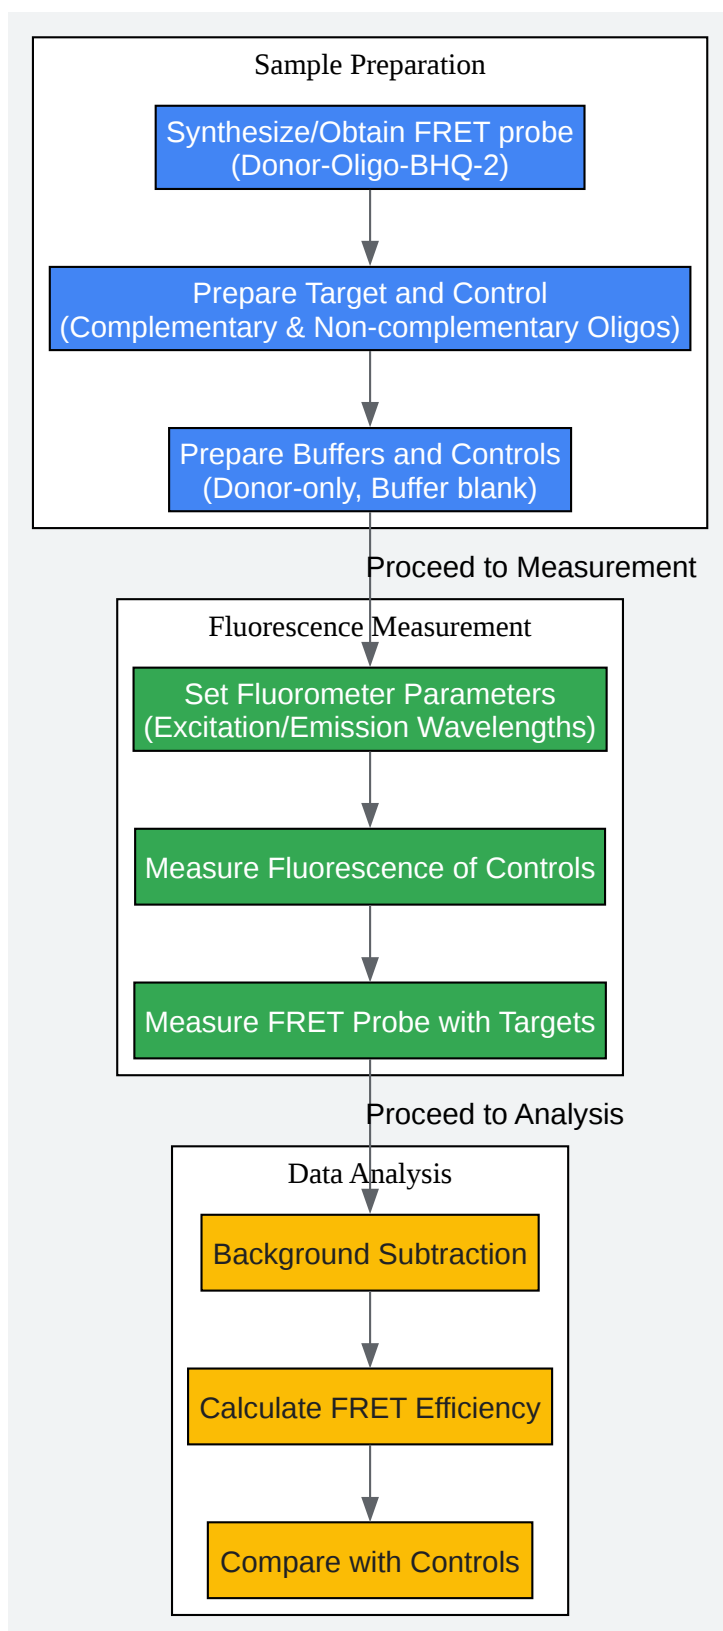 Sample Preparation
Synthesize/Obtain FRET probe
(Donor-Oligo-BHQ-2)
Prepare Target and Control
(Complementary & Non-complementary Oligos)
Prepare Buffers and Controls
(Donor-only, Buffer blank)
Proceed to Measurement
Fluorescence Measurement
Set Fluorometer Parameters
(Excitation/Emission Wavelengths)
Measure Fluorescence of Controls
Measure FRET Probe with Targets
Proceed to Analysis
Data Analysis
Background Subtraction
Calculate FRET Efficiency
Compare with Controls